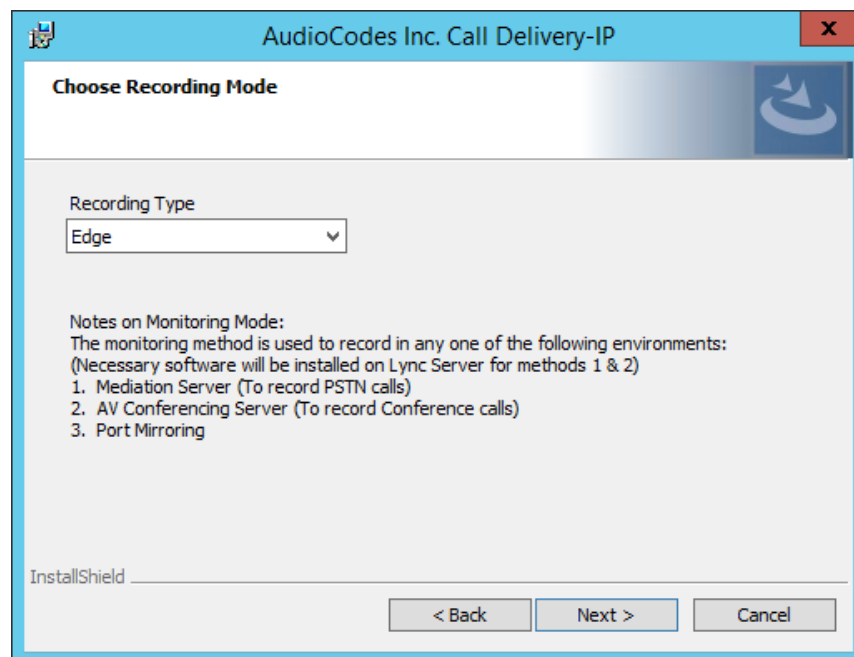 AudioCodes Inc. Call Delivery-IP
x
Choose Recording Mode
Recording Type
Edge
Notes on Monitoring Mode:
The monitoring method is used to record in any one of the following environments:
(Necessary software will be installed on Lync Server for methods 1 & 2)
1. Mediation Server (To record PSTN calls)
2. AV Conferencing Server (To record Conference calls)
3. Port Mirroring
InstallShield
< Back
Next >
Cancel